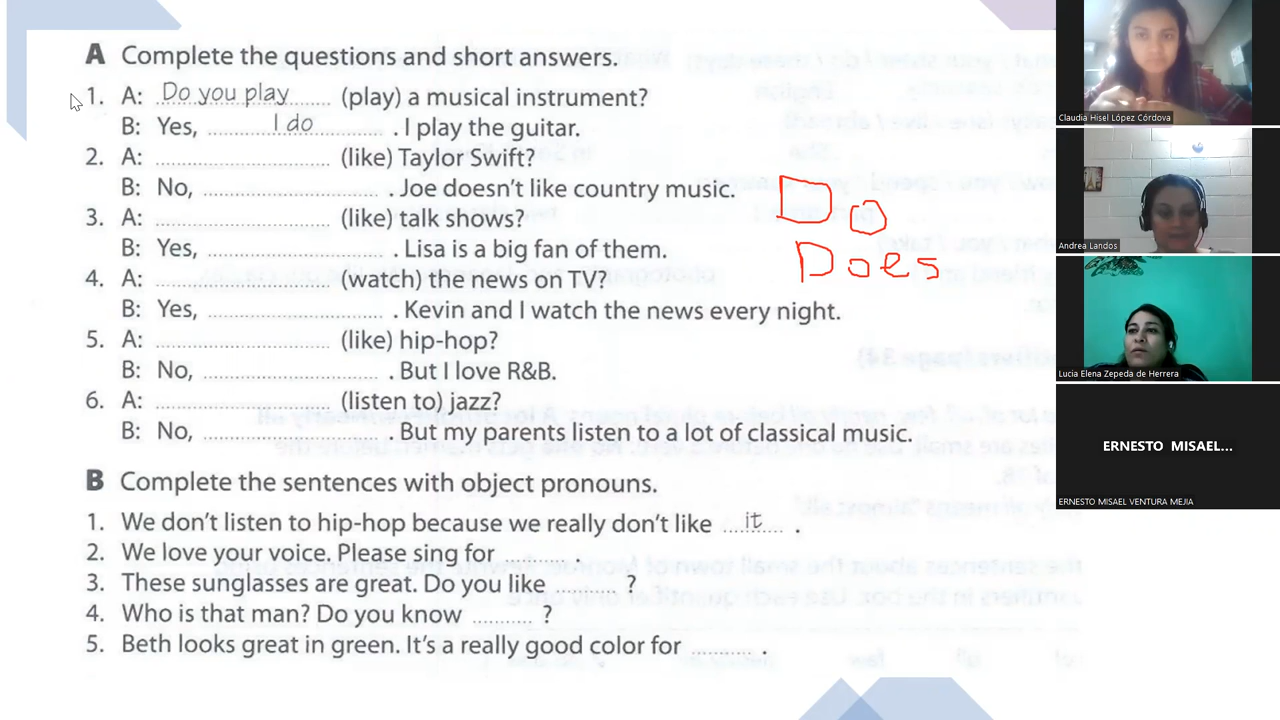 A Complete the questions and short answers.
1. A: Do you play (play) a musical instrument?
B: Yes, I do . I play the guitar.
2. A: (like) Taylor Swift?
B: No, . Joe doesn't like country music.
3. A: (like) talk shows?
B: Yes, . Lisa is a big fan of them.
4. A: (watch) the news on TV?
B: Yes, . Kevin and I watch the news every night.
5. A: (like) hip-hop?
B: No, . But I love R&B.
6. A: (listen to) jazz?
B: No, . But my parents listen to a lot of classical music.
B Complete the sentences with object pronouns.
1. We don't listen to hip-hop because we really don't like it .
2. We love your voice. Please sing for .
3. These sunglasses are great. Do you like ?
4. Who is that man? Do you know ?
5. Beth looks great in green. It's a really good color for .
Do
Does
Claudia Hisel López Córdova
Andrea Landos
Lucia Elena Zepeda de Herrera
ERNESTO MISAEL...
ERNESTO MISAEL VENTURA MEJIA